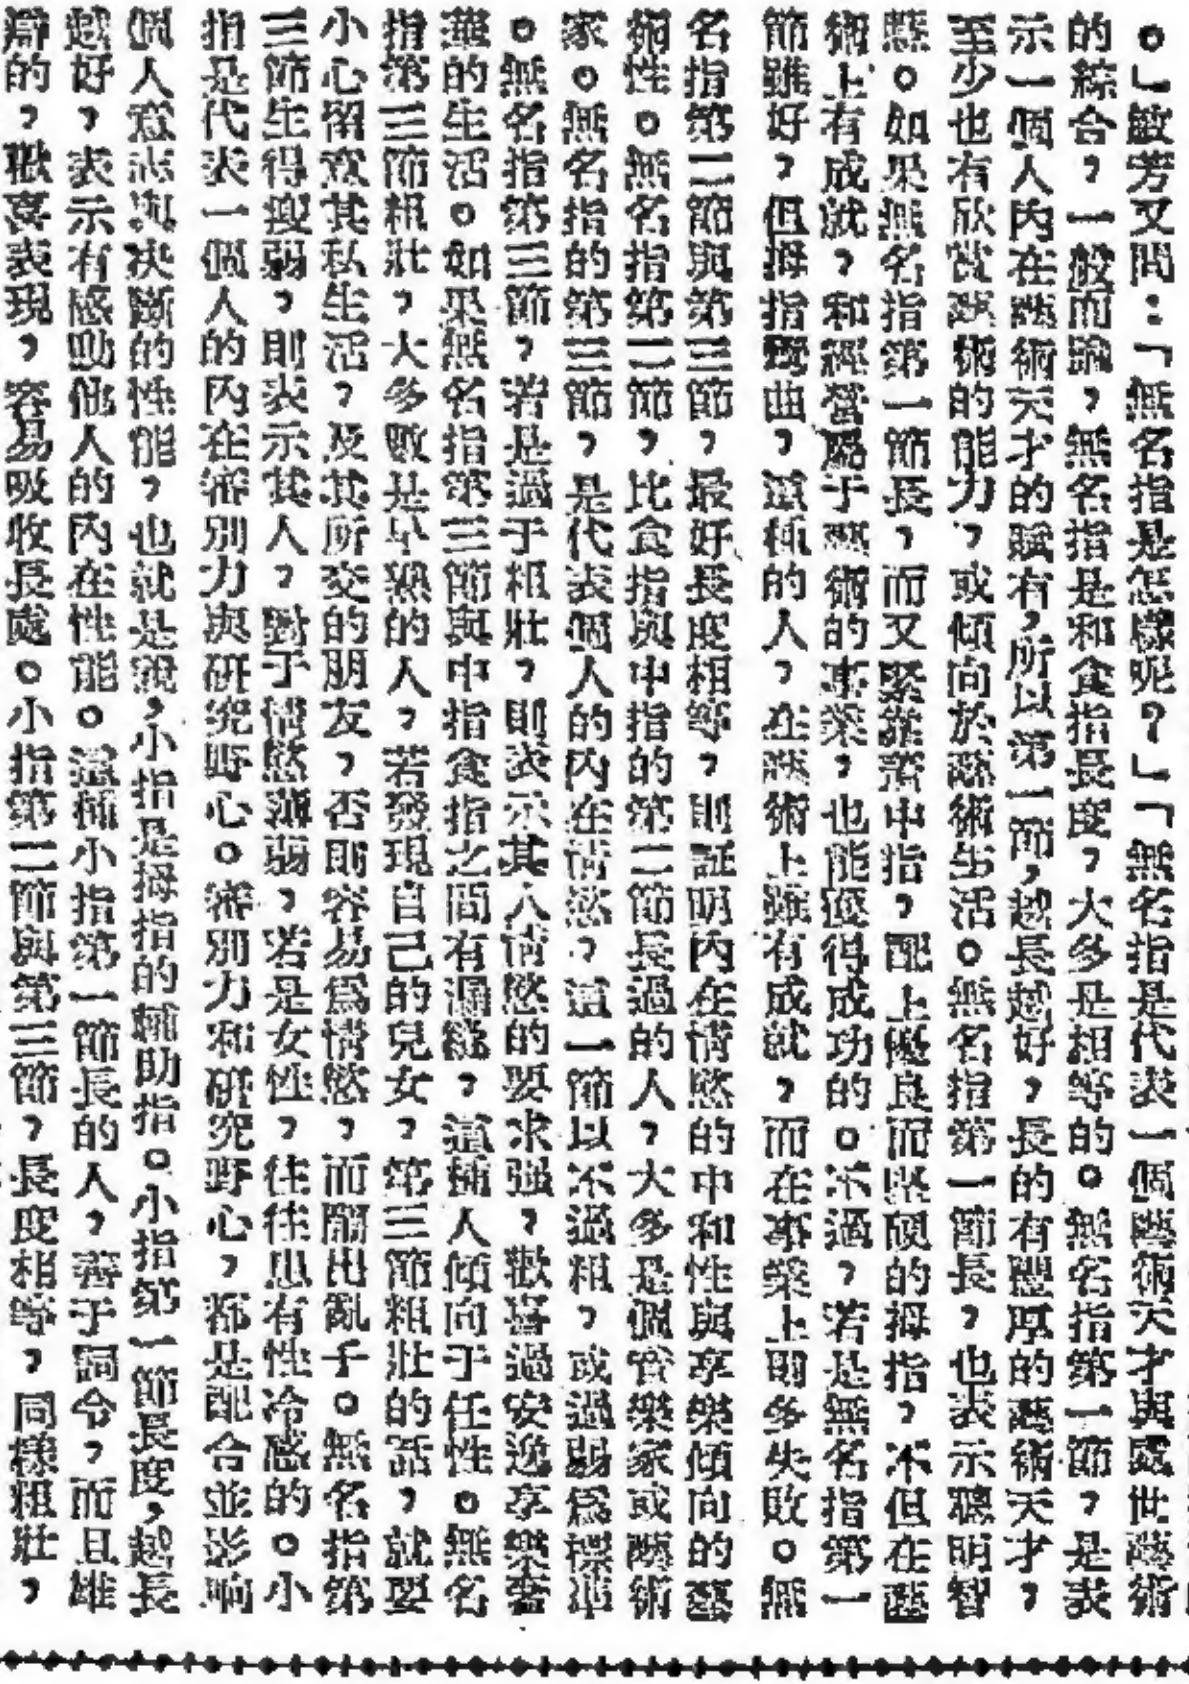 。」敏芳又問：「無名指是怎樣呢？」「無名指是代表一個藝術天才與處世藝術
的綜合，一般而論，無名指是和食指長度，大多是相等的。無名指第一節，是表
示一個人內在藝術天才的賦有，所以第一節，越長越好，長的有豐厚的藝術天才，
至少也有欣賞藝術的能力，或傾向於藝術生活。無名指第一節長，也表示聰明智
慧。如果無名指第一節長，而又緊靠着中指，配上優良而堅硬的拇指，不但在藝
術上有成就，和經營屬于藝術的事業，也能獲得成功的。不過，若是無名指第一
節雖好，但拇指彎曲，這種的人，在藝術上雖有成就，而在事業上則多失敗。無
名指第二節與第三節，最好長度相等，則証明內在情慾的中和性與享樂傾向的藝
術性。無名指第二節，比食指與中指的第二節長過的人，大多是個音樂家或藝術
家。無名指的第三節，是代表個人的內在情慾，這一節以不過粗，或過弱爲標準
。無名指第三節，若是過于粗壯，則表示其人情慾的要求强，歡喜過安逸享樂奢
華的生活。如果無名指第三節與中指食指之間有漏縫，這種人傾向于任性。無名
指第三節粗壯，大多數是早熟的人，若發現自己的兒女，第三節粗壯的話，就要
小心留意其私生活，及其所交的朋友，否則容易爲情慾，而鬧出亂子。無名指第
三節生得瘦弱，則表示其人，對于情慾薄弱，若是女性，往往患有性冷感的。小
指是代表一個人的內在審別力與研究野心。審別力和研究野心，都是配合並影响
個人意志與决斷的性能，也就是說，小指是拇指的輔助指。小指第一節長度，越長
越好，表示有感動他人的內在性能。這種小指第一節長的人，善于詞令，而且雄
辯的，歡喜表現，容易吸收長處。小指第二節與第三節，長度相等，同樣粗壯，